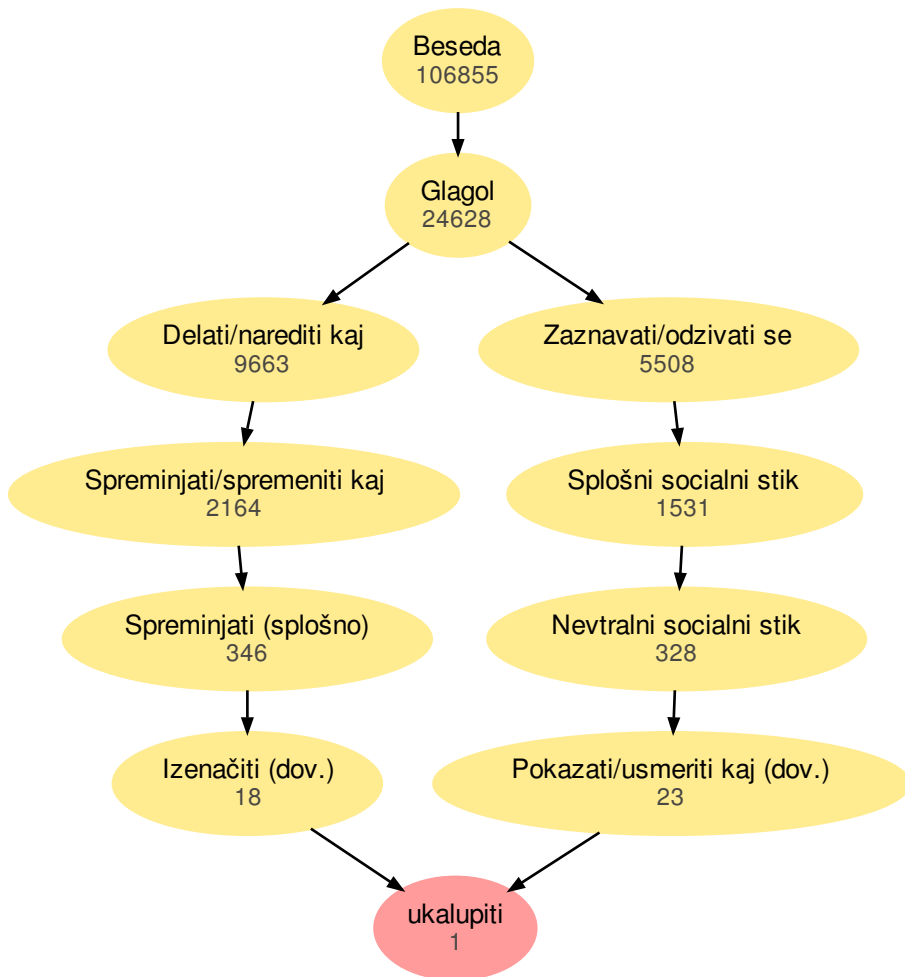 Beseda
106855
Glagol
24628
Delati/narediti kaj
9663
Zaznavati/odzivati se
5508
Spreminjati/spremeniti kaj
2164
Splošni socialni stik
1531
Spreminjati (splošno)
346
Nevtralni socialni stik
328
Izenačiti (dov.)
18
Pokazati/usmeriti kaj (dov.)
23
ukalupiti
1